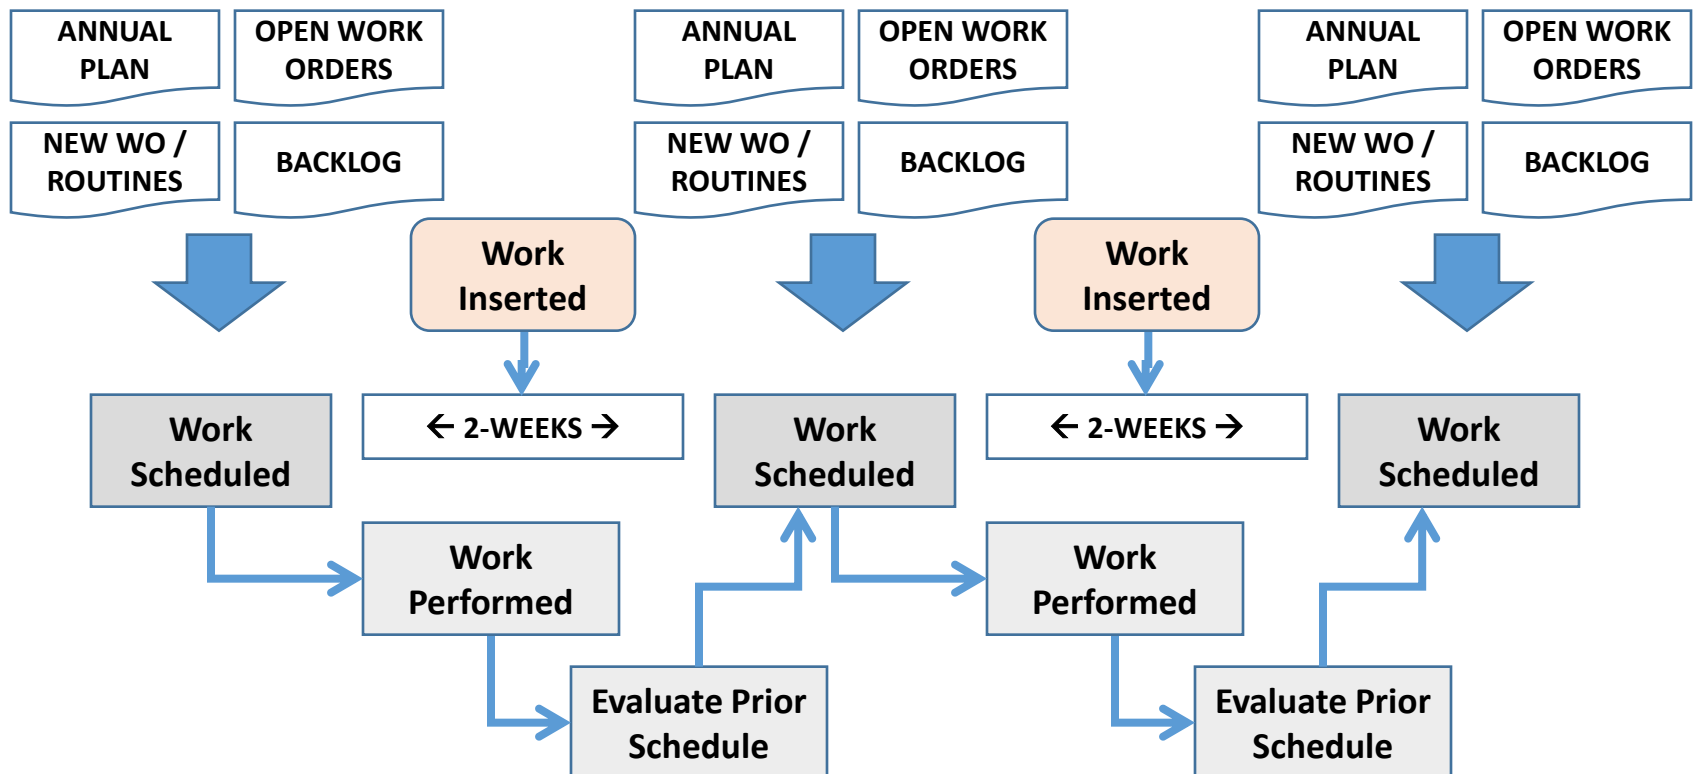 ANNUAL
PLAN
OPEN WORK
ORDERS
NEW WO /
ROUTINES
BACKLOG
ANNUAL
PLAN
OPEN WORK
ORDERS
NEW WO /
ROUTINES
BACKLOG
ANNUAL
PLAN
OPEN WORK
ORDERS
NEW WO /
ROUTINES
BACKLOG
Work
Inserted
Work
Inserted
Work
Scheduled
← 2-WEEKS →
Work
Scheduled
← 2-WEEKS →
Work
Scheduled
Work
Performed
Work
Performed
Evaluate Prior
Schedule
Evaluate Prior
Schedule